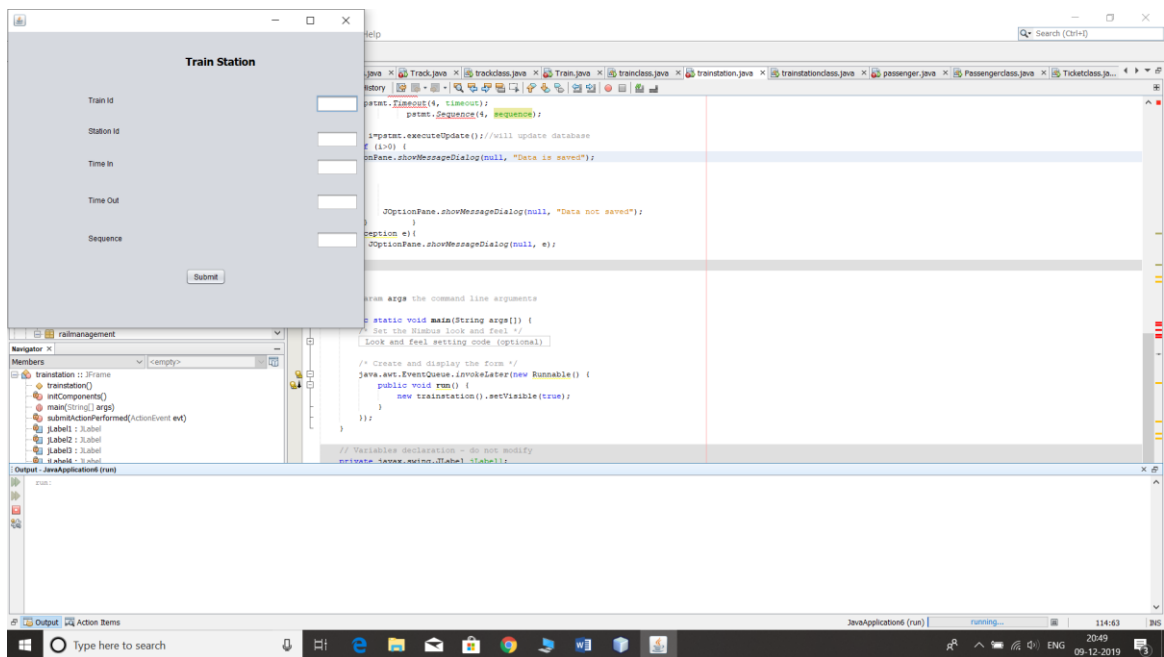 Help
Search (Ctrl+I)
Train Station
Train Id
Station Id
Time In
Time Out
Sequence
Submit
.java × Track.java × trackclass.java × Train.java × trainclass.java × trainstation.java × trainstationclass.java × passenger.java × Passengerclass.java × Ticketclass.ja...
History
pstmt.Timeout(4, timeout);
pstmt.Sequence(4, sequence);
i=pstmt.executeUpdate();//will update database
f (i>0) {
onPane.showMessageDialog(null, "Data is saved");
JOptionPane.showMessageDialog(null, "Data not saved");
} }
ception e){
JOptionPane.showMessageDialog(null, e);
aram args the command line arguments
c static void main(String args[]) {
/* Set the Nimbus look and feel */
Look and feel setting code (optional)
/* Create and display the form */
java.awt.EventQueue.invokeLater(new Runnable() {
public void run() {
new trainstation().setVisible(true);
}
});
}
// Variables declaration - do not modify
private javax.swing.JLabel jLabel1;
railmanagement
Navigator ×
Members <empty>
trainstation :: JFrame
trainstation()
initComponents()
main(String[] args)
submitActionPerformed(ActionEvent evt)
jLabel1 : JLabel
jLabel2 : JLabel
jLabel3 : JLabel
jLabel4 : JLabel
Output - JavaApplication6 (run)
run:
Output Action Items
JavaApplication6 (run) running... 114:63 INS
Type here to search
ENG
20:49
09-12-2019
3